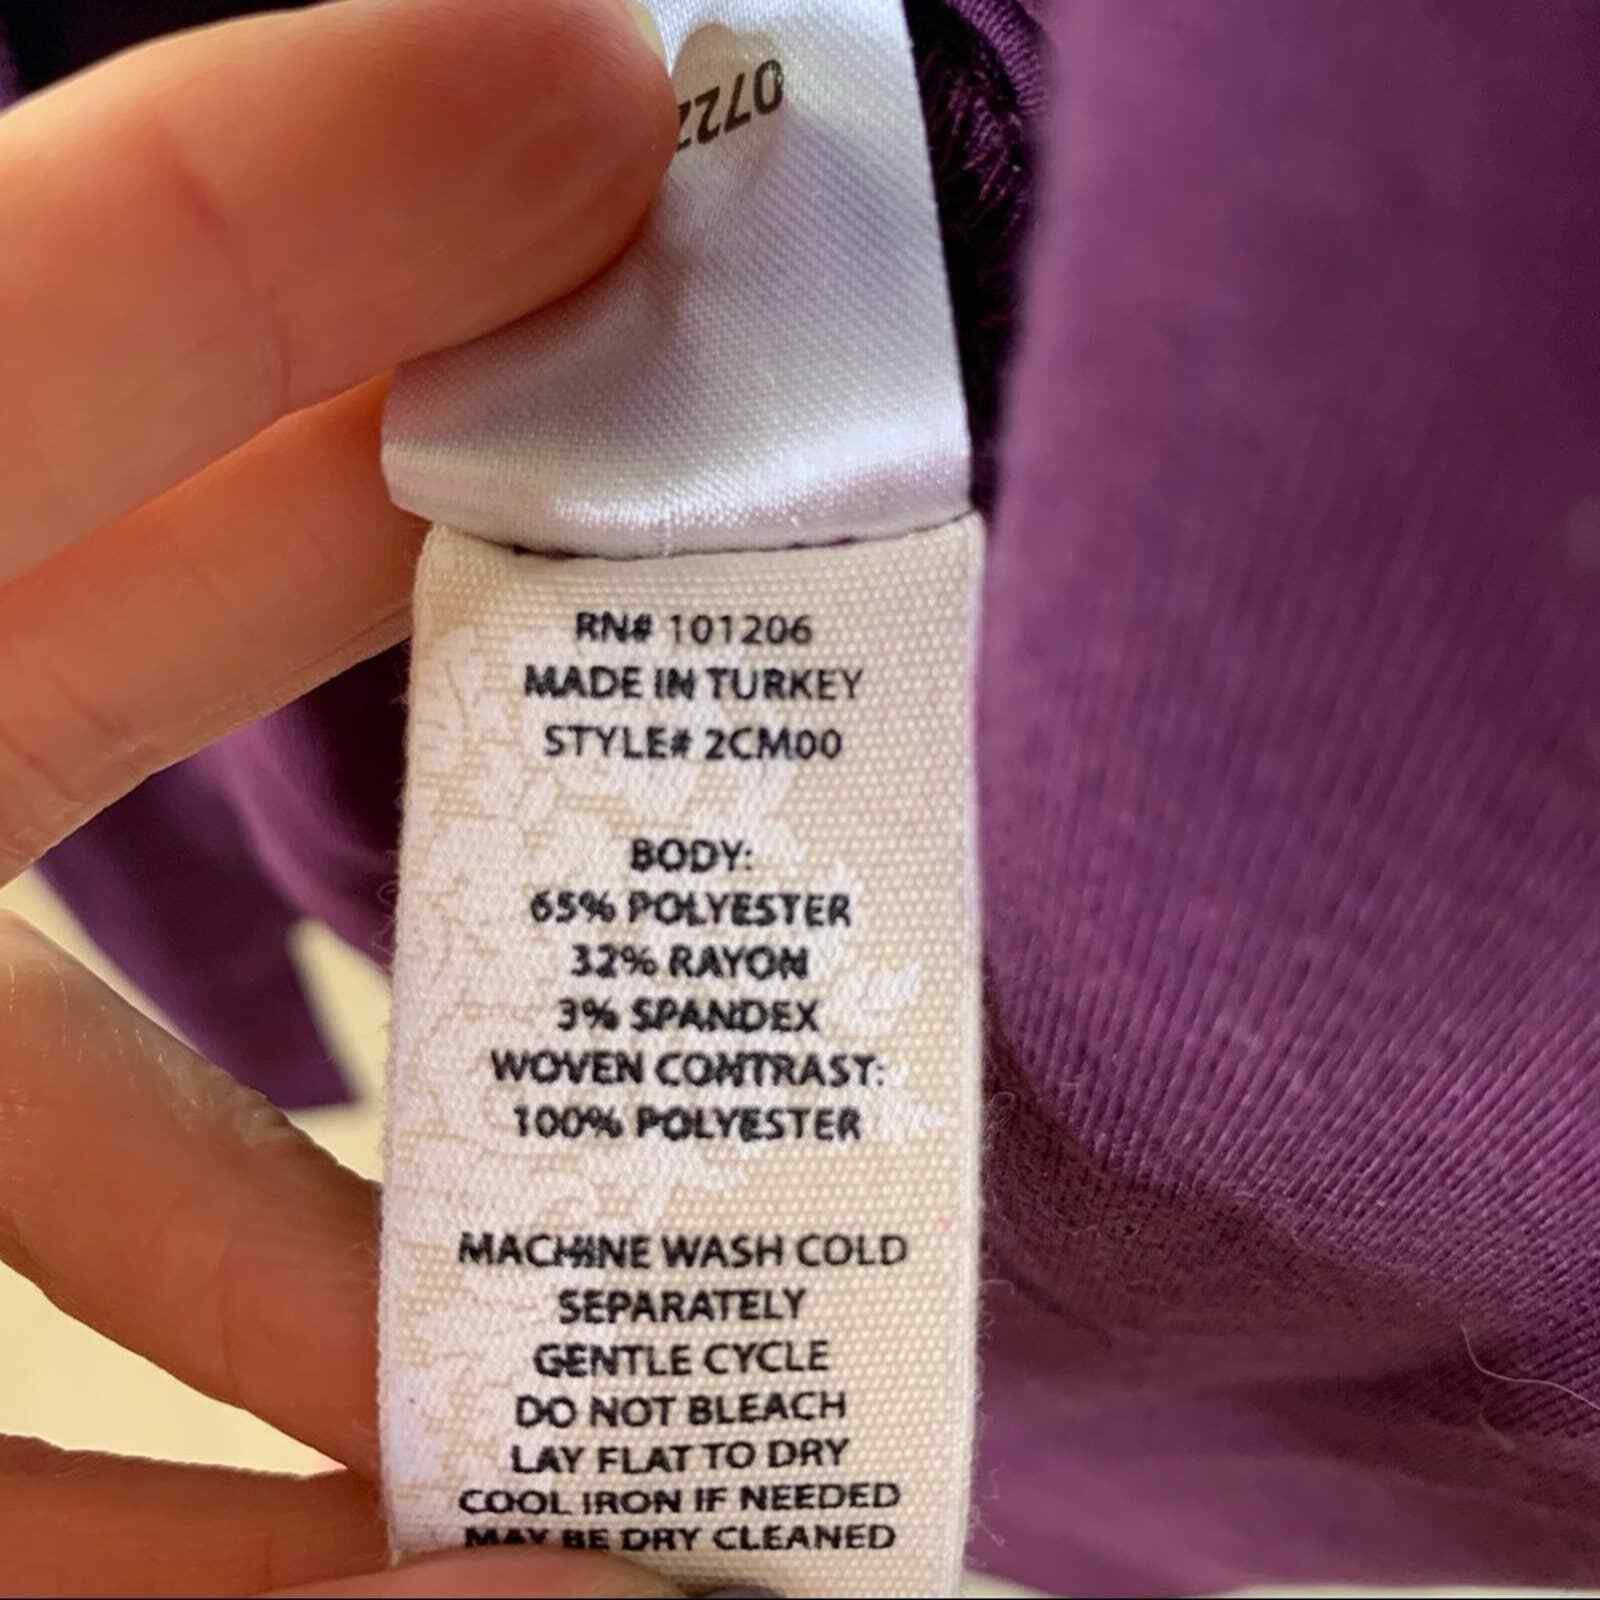 0722
RN# 101206
MADE IN TURKEY
STYLE# 2CM00
BODY:
65% POLYESTER
32% RAYON
3% SPANDEX
WOVEN CONTRAST:
100% POLYESTER
MACHINE WASH COLD
SEPARATELY
GENTLE CYCLE
DO NOT BLEACH
LAY FLAT TO DRY
COOL IRON IF NEEDED
MAY BE DRY CLEANED